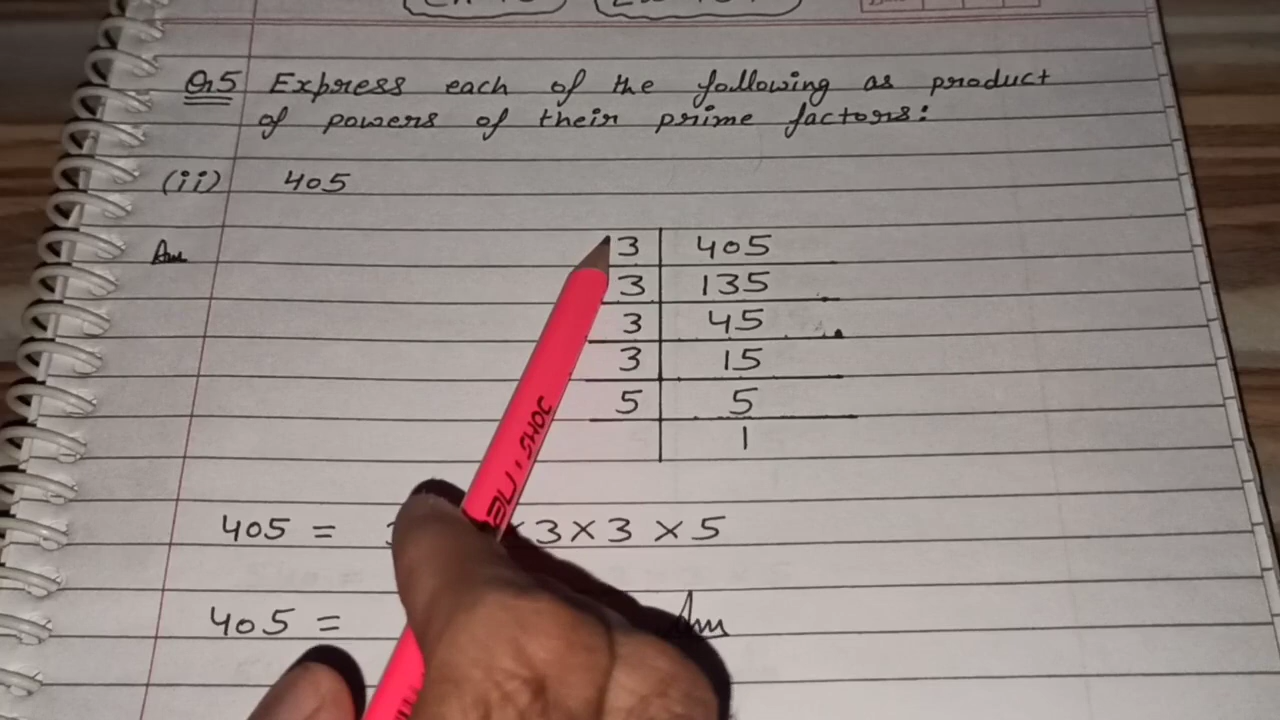 Q5 Express each of the following as product
of powers of their prime factors:
(ii) 405
Ans
3 405
3 135
3 45
3 15
5 5
1
405 = 3 × 3 × 3 × 5
405 = Ans